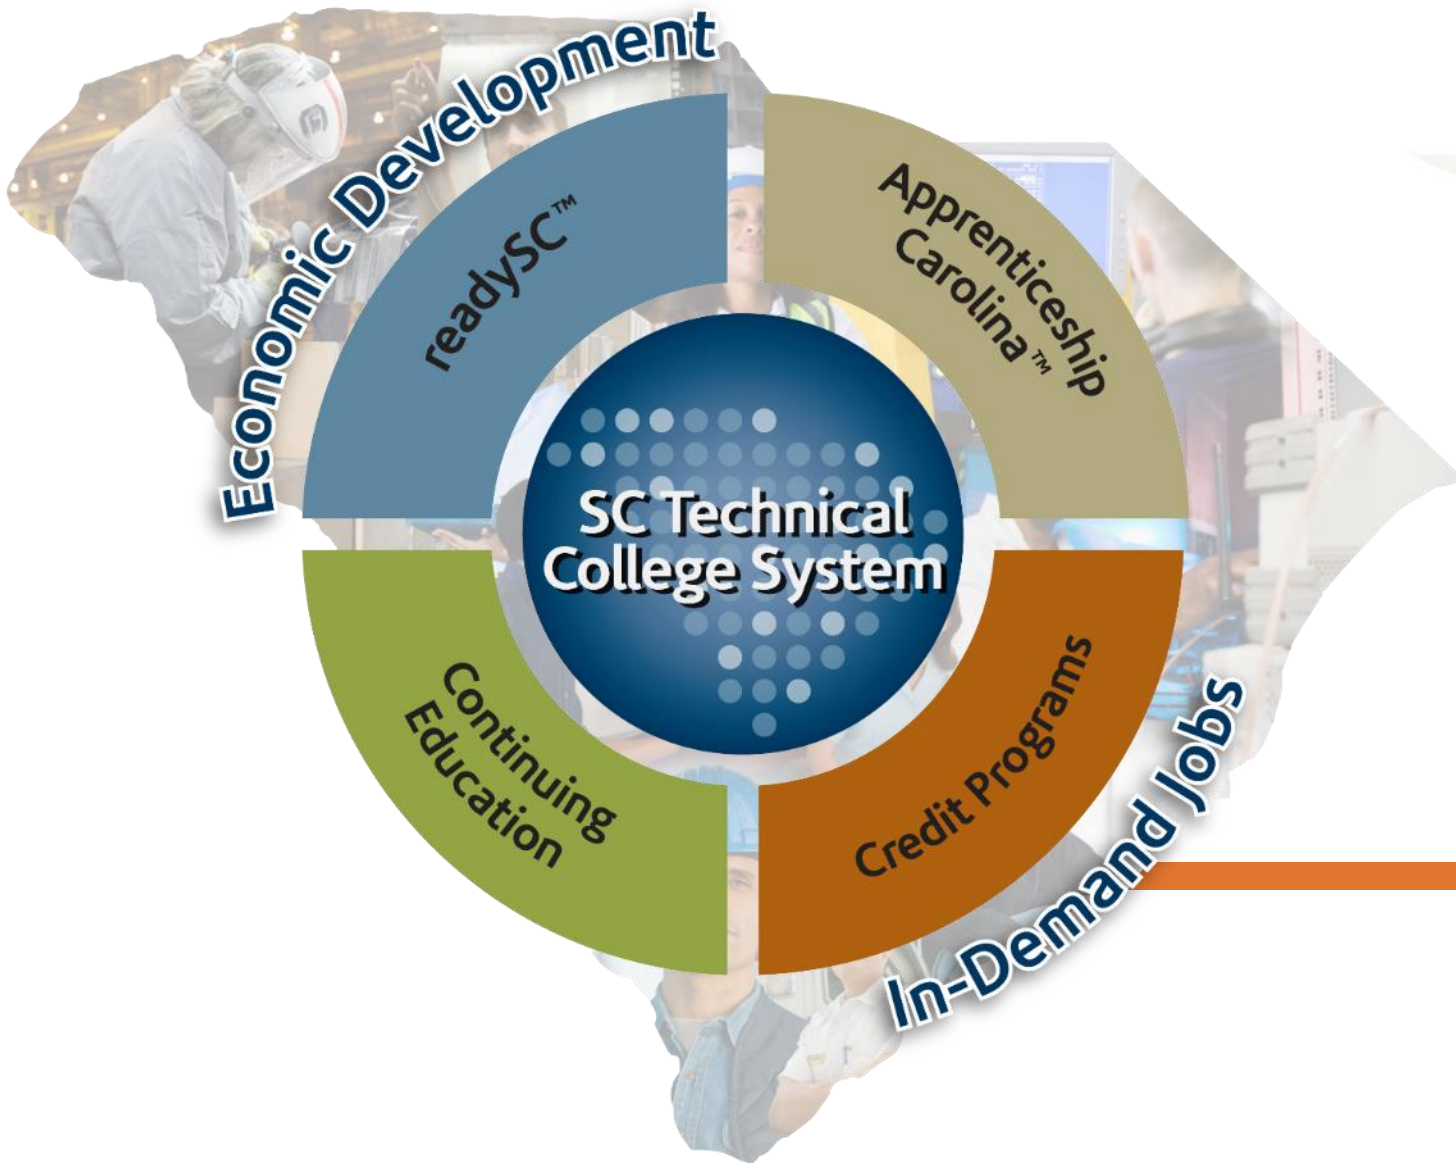 Economic Development
readySC™
Apprenticeship
Carolina™
SC Technical
College System
Continuing
Education
Credit Programs
In-Demand Jobs